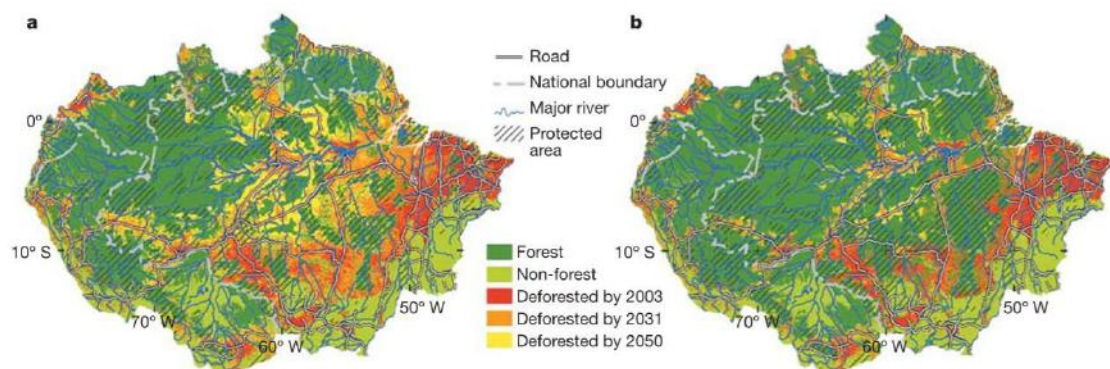 a
b
Road
National boundary
Major river
Protected
area
0°
0°
10° S
10° S
Forest
Non-forest
Deforested by 2003
Deforested by 2031
Deforested by 2050
50° W
70° W
60° W
50° W
70° W
60° W